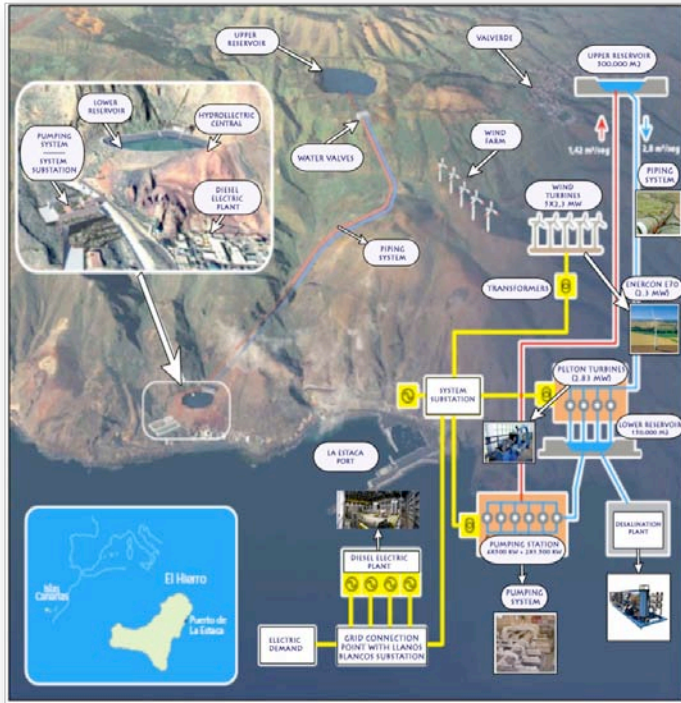 UPPER
RESERVOIR
VALVERDE
UPPER RESERVOIR
500.000 M3
LOWER
RESERVOIR
HYDROELECTRIC
CENTRAL
PUMPING
SYSTEM
SYSTEM
SUBSTATION
DIESEL
ELECTRIC
PLANT
WATER VALVES
WIND
FARM
1,42 m³/seg
2,8 m³/seg
PIPING
SYSTEM
WIND
TURBINES
5X2,3 MW
PIPING
SYSTEM
TRANSFORMERS
ENERCON E70
(2.3 MW)
PELTON TURBINES
(2.83 MW)
SYSTEM
SUBSTATION
LOWER RESERVOIR
150.000 M3
LA ESTACA
PORT
DESALINATION
PLANT
PUMPING STATION
6X500 KW + 2X1.500 KW
DIESEL ELECTRIC
PLANT
PUMPING
SYSTEM
ELECTRIC
DEMAND
GRID CONNECTION
POINT WITH LLANOS
BLANCOS SUBSTATION
Islas
Canarias
El Hierro
Puerto de
La Estaca